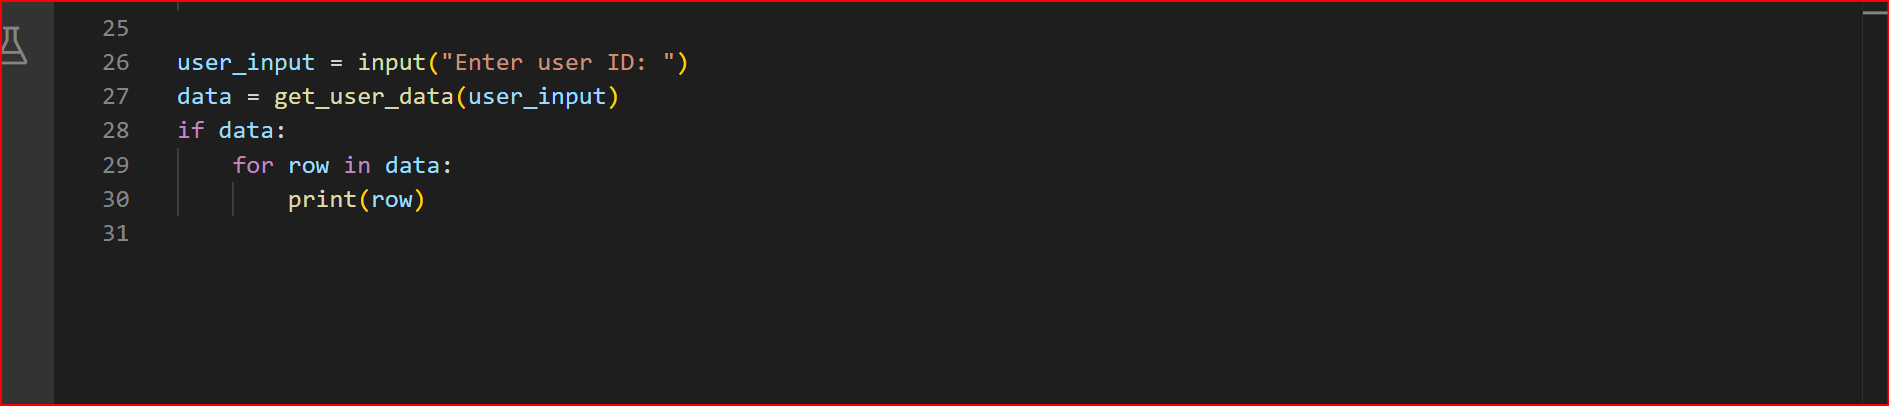 25
26 user_input = input("Enter user ID: ")
27 data = get_user_data(user_input)
28 if data:
29     for row in data:
30         print(row)
31